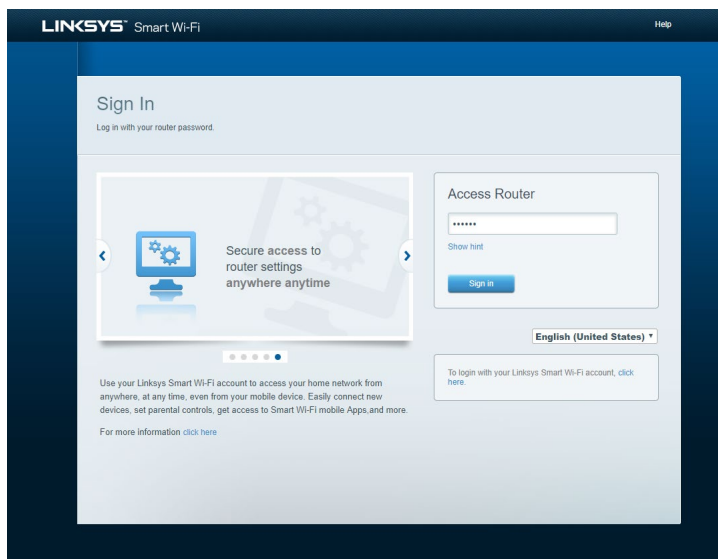 LINKSYS™ Smart Wi-Fi
Help
Sign In
Log in with your router password.
Secure access to
router settings
anywhere anytime
Use your Linksys Smart Wi-Fi account to access your home network from
anywhere, at any time, even from your mobile device. Easily connect new
devices, set parental controls, get access to Smart Wi-Fi mobile Apps,and more.
For more information click here
Access Router
••••••
Show hint
Sign in
English (United States)
To login with your Linksys Smart Wi-Fi account, click
here.